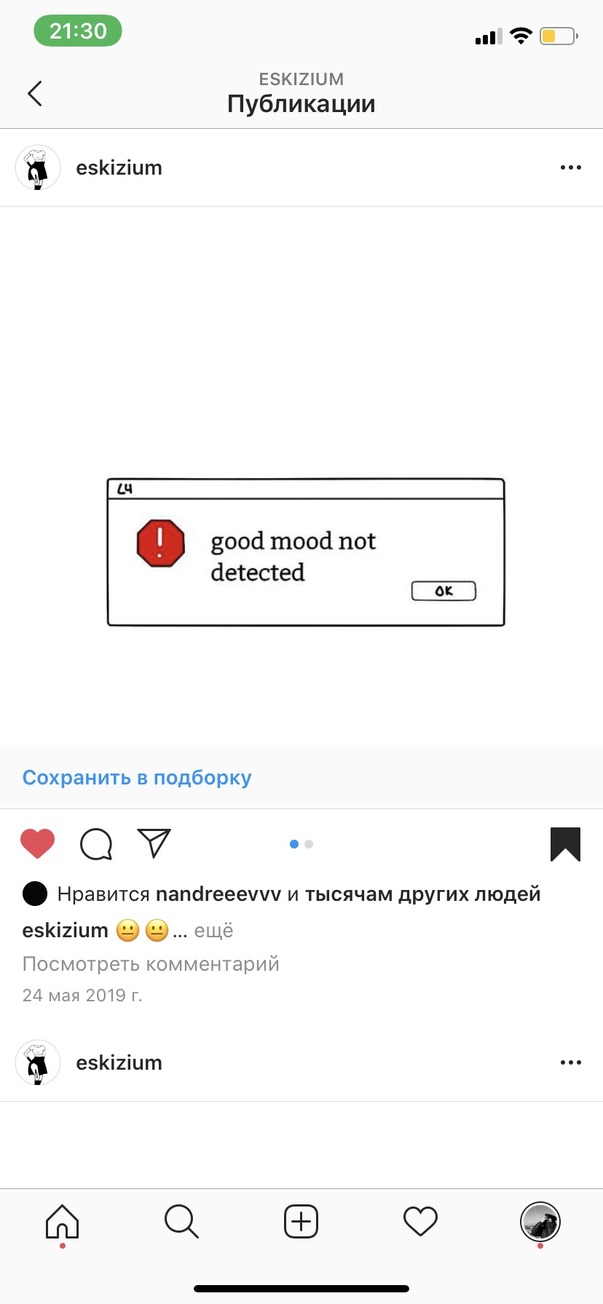 21:30
ESKIZIUM
Публикации
eskizium
LЧ
good mood not
detected
OK
Сохранить в подборку
Нравится nandreeevvv и тысячам других людей
eskizium 😐 😐... ещё
Посмотреть комментарий
24 мая 2019 г.
eskizium